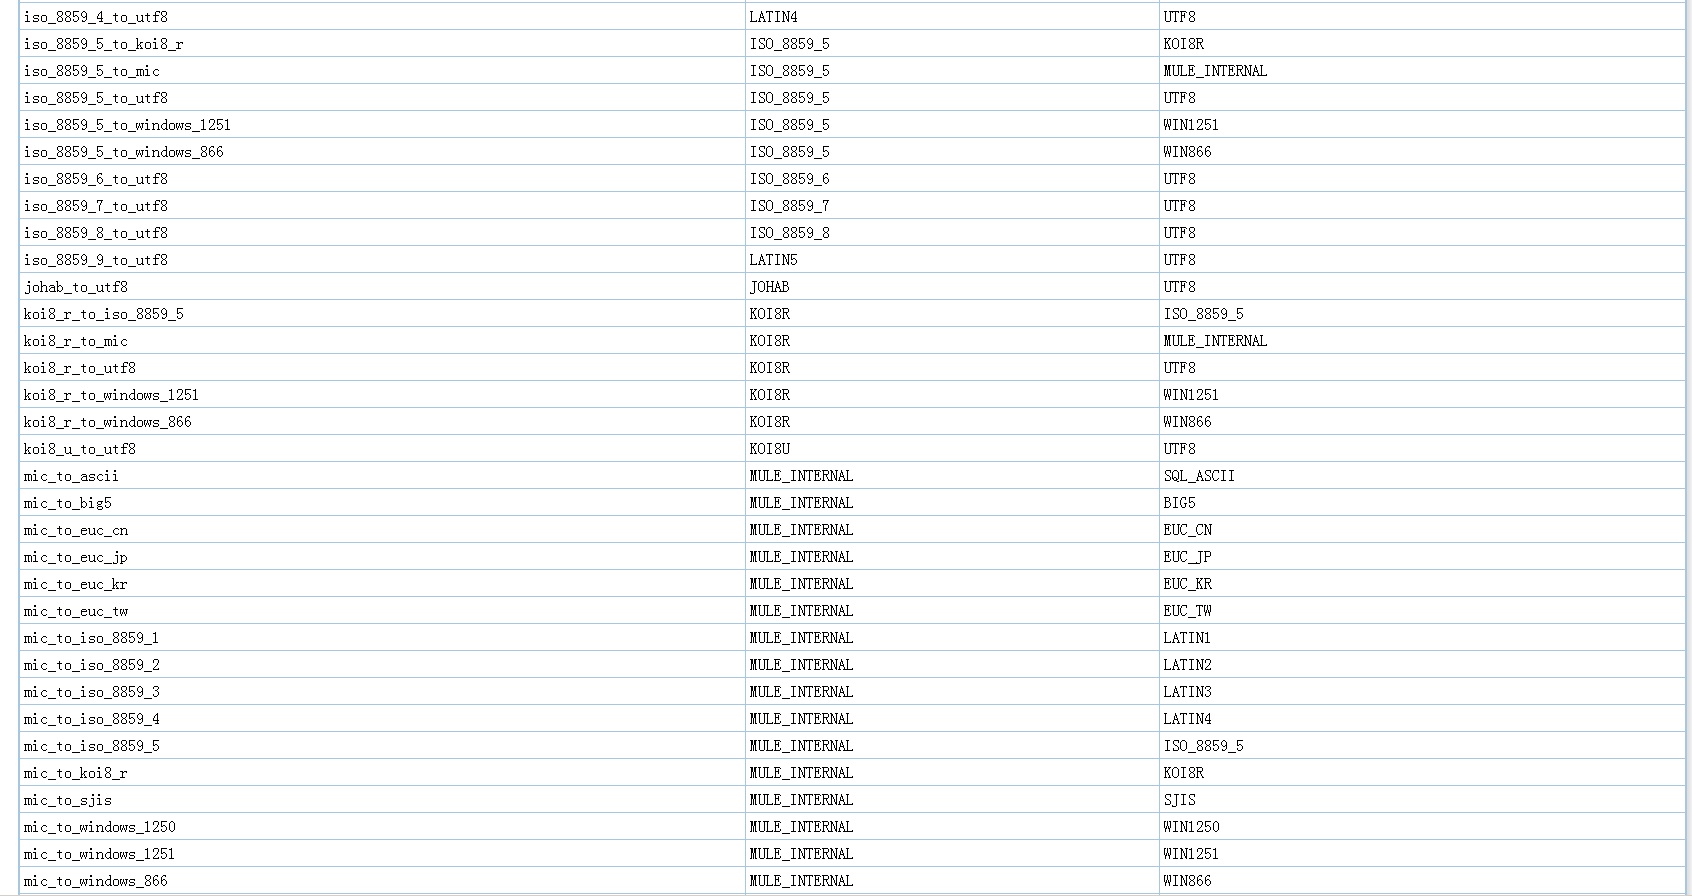 iso_8859_4_to_utf8 LATIN4 UTF8
iso_8859_5_to_koi8_r ISO_8859_5 KOI8R
iso_8859_5_to_mic ISO_8859_5 MULE_INTERNAL
iso_8859_5_to_utf8 ISO_8859_5 UTF8
iso_8859_5_to_windows_1251 ISO_8859_5 WIN1251
iso_8859_5_to_windows_866 ISO_8859_5 WIN866
iso_8859_6_to_utf8 ISO_8859_6 UTF8
iso_8859_7_to_utf8 ISO_8859_7 UTF8
iso_8859_8_to_utf8 ISO_8859_8 UTF8
iso_8859_9_to_utf8 LATIN5 UTF8
johab_to_utf8 JOHAB UTF8
koi8_r_to_iso_8859_5 KOI8R ISO_8859_5
koi8_r_to_mic KOI8R MULE_INTERNAL
koi8_r_to_utf8 KOI8R UTF8
koi8_r_to_windows_1251 KOI8R WIN1251
koi8_r_to_windows_866 KOI8R WIN866
koi8_u_to_utf8 KOI8U UTF8
mic_to_ascii MULE_INTERNAL SQL_ASCII
mic_to_big5 MULE_INTERNAL BIG5
mic_to_euc_cn MULE_INTERNAL EUC_CN
mic_to_euc_jp MULE_INTERNAL EUC_JP
mic_to_euc_kr MULE_INTERNAL EUC_KR
mic_to_euc_tw MULE_INTERNAL EUC_TW
mic_to_iso_8859_1 MULE_INTERNAL LATIN1
mic_to_iso_8859_2 MULE_INTERNAL LATIN2
mic_to_iso_8859_3 MULE_INTERNAL LATIN3
mic_to_iso_8859_4 MULE_INTERNAL LATIN4
mic_to_iso_8859_5 MULE_INTERNAL ISO_8859_5
mic_to_koi8_r MULE_INTERNAL KOI8R
mic_to_sjis MULE_INTERNAL SJIS
mic_to_windows_1250 MULE_INTERNAL WIN1250
mic_to_windows_1251 MULE_INTERNAL WIN1251
mic_to_windows_866 MULE_INTERNAL WIN866